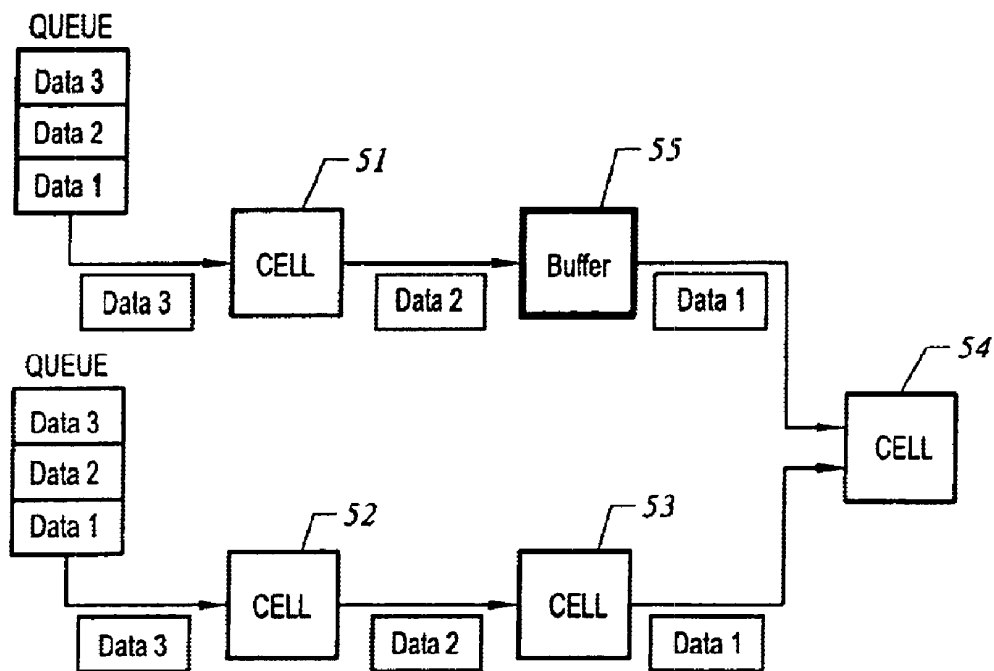 QUEUE
Data 3
Data 2
Data 1
51
55
CELL
Buffer
Data 3
Data 2
Data 1
54
QUEUE
Data 3
Data 2
Data 1
CELL
52
53
CELL
CELL
Data 3
Data 2
Data 1